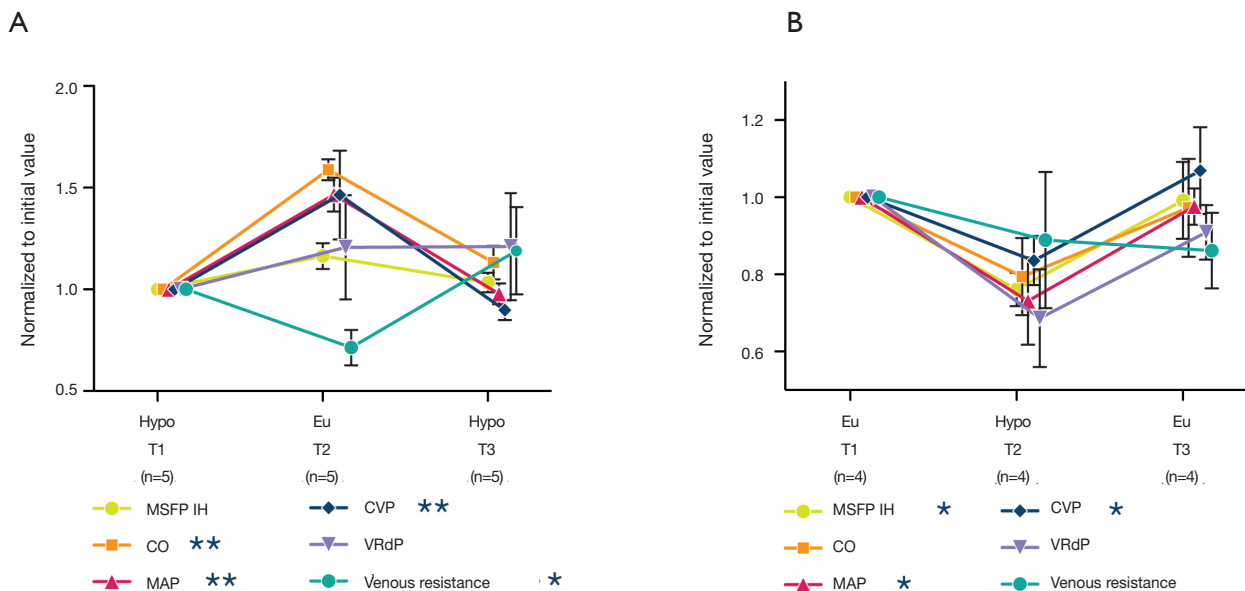 A
Normalized to initial value
2.0
1.5
1.0
0.5
Hypo Eu Hypo
T1 T2 T3
(n=5) (n=5) (n=5)
MSFP IH CVP **
CO ** VRdP
MAP ** Venous resistance *
B
Normalized to initial value
1.2
1.0
0.8
0.6
Eu Hypo Eu
T1 T2 T3
(n=4) (n=4) (n=4)
MSFP IH * CVP *
CO VRdP
MAP * Venous resistance